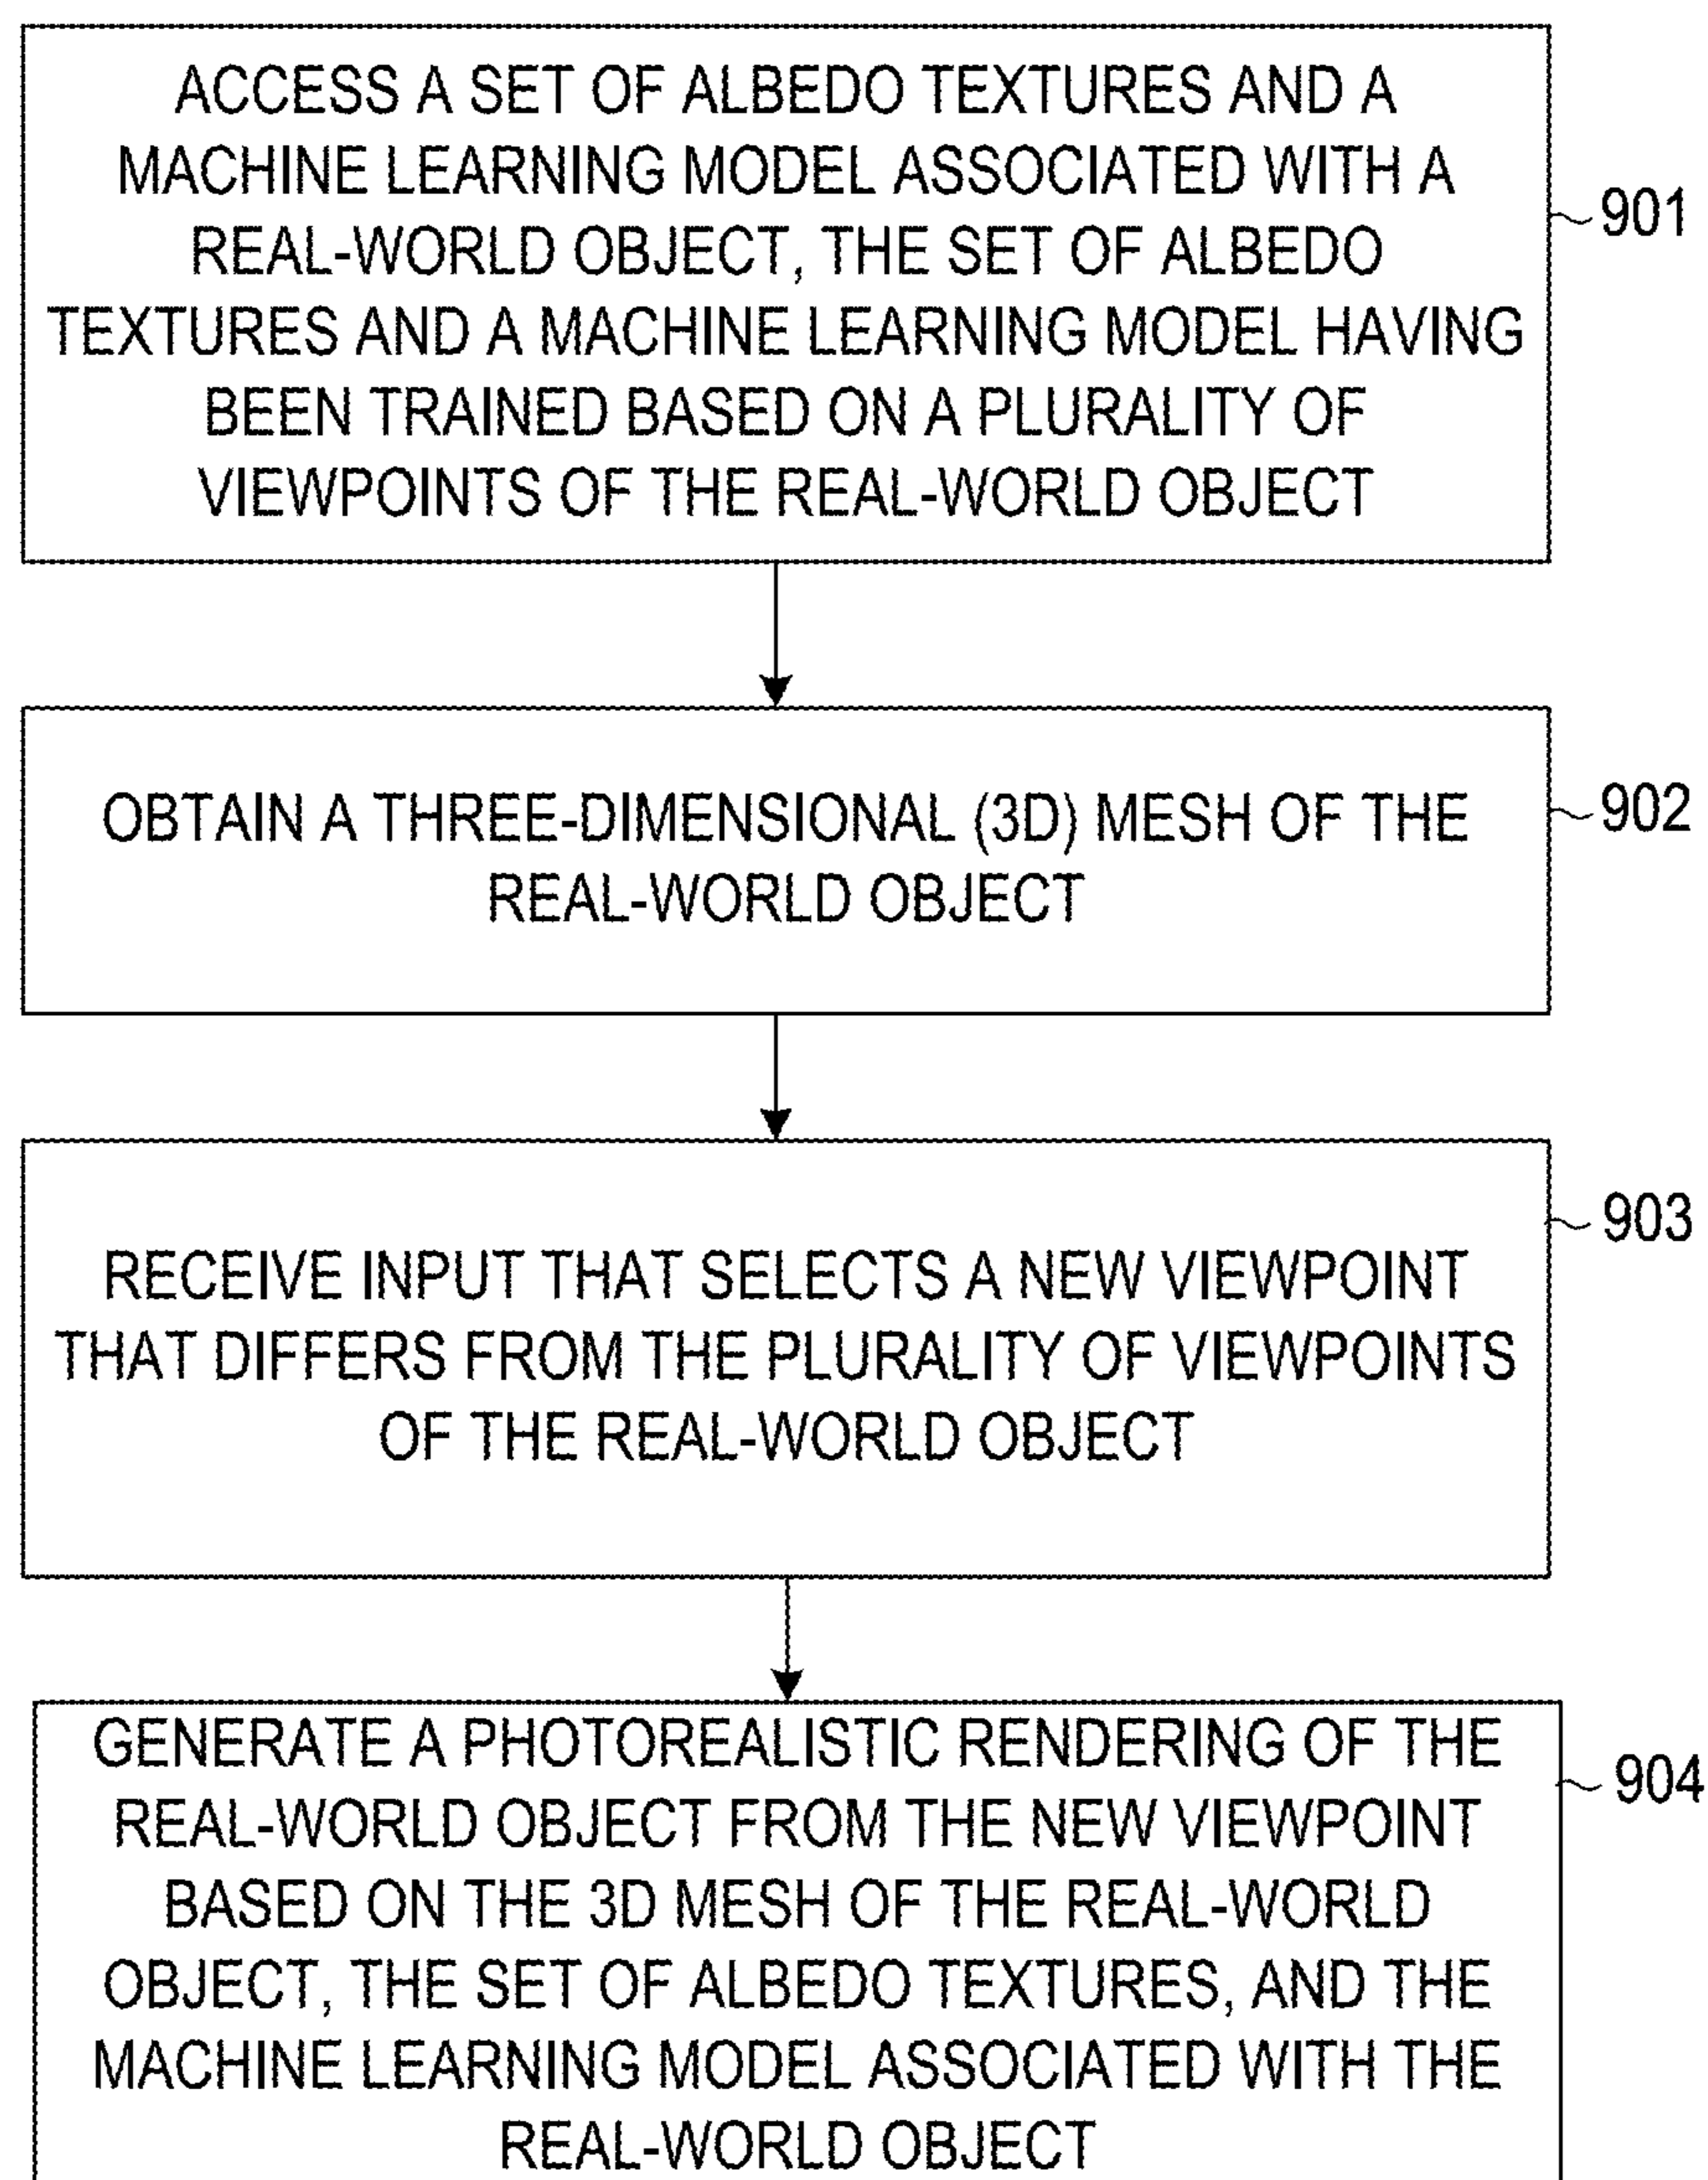 ACCESS A SET OF ALBEDO TEXTURES AND A
MACHINE LEARNING MODEL ASSOCIATED WITH A
REAL-WORLD OBJECT, THE SET OF ALBEDO
TEXTURES AND A MACHINE LEARNING MODEL HAVING
BEEN TRAINED BASED ON A PLURALITY OF
VIEWPOINTS OF THE REAL-WORLD OBJECT
901
OBTAIN A THREE-DIMENSIONAL (3D) MESH OF THE
REAL-WORLD OBJECT
902
RECEIVE INPUT THAT SELECTS A NEW VIEWPOINT
THAT DIFFERS FROM THE PLURALITY OF VIEWPOINTS
OF THE REAL-WORLD OBJECT
903
GENERATE A PHOTOREALISTIC RENDERING OF THE
REAL-WORLD OBJECT FROM THE NEW VIEWPOINT
BASED ON THE 3D MESH OF THE REAL-WORLD
OBJECT, THE SET OF ALBEDO TEXTURES, AND THE
MACHINE LEARNING MODEL ASSOCIATED WITH THE
REAL-WORLD OBJECT
904